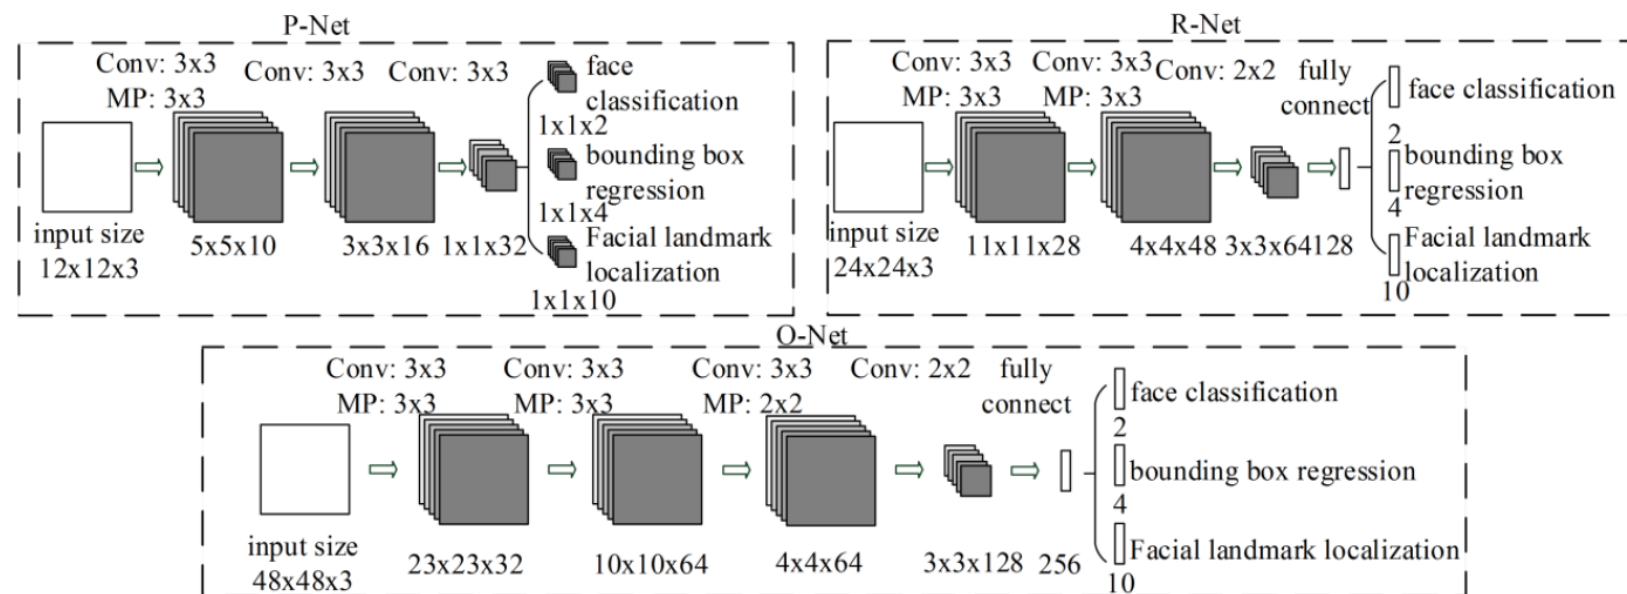 P-Net
Conv: 3x3
MP: 3x3
Conv: 3x3
Conv: 3x3
face
classification
1x1x2
bounding box
regression
1x1x4
Facial landmark
localization
1x1x10
input size
12x12x3
5x5x10
3x3x16
1x1x32
R-Net
Conv: 3x3
MP: 3x3
Conv: 3x3
MP: 3x3
Conv: 2x2
fully
connect
face classification
2
bounding box
regression
4
Facial landmark
localization
10
input size
24x24x3
11x11x28
4x4x48
3x3x64
128
O-Net
Conv: 3x3
MP: 3x3
Conv: 3x3
MP: 3x3
Conv: 3x3
MP: 2x2
Conv: 2x2
fully
connect
face classification
2
bounding box regression
4
Facial landmark localization
10
input size
48x48x3
23x23x32
10x10x64
4x4x64
3x3x128
256